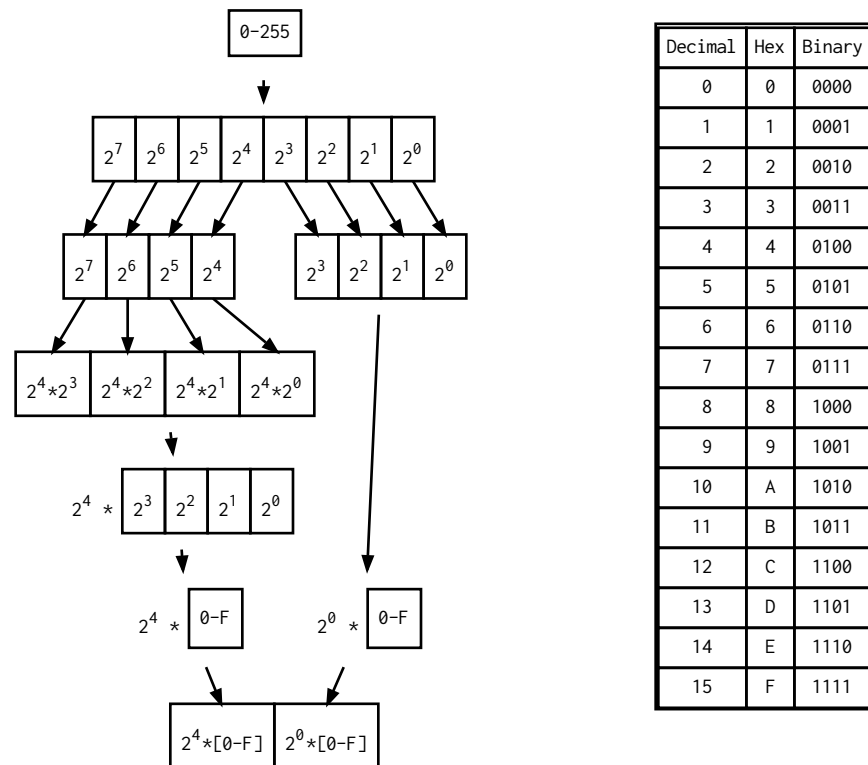 0-255
2^7 2^6 2^5 2^4 2^3 2^2 2^1 2^0
2^7 2^6 2^5 2^4
2^3 2^2 2^1 2^0
2^4*2^3 2^4*2^2 2^4*2^1 2^4*2^0
2^4 * 2^3 2^2 2^1 2^0
2^4 * 0-F
2^0 * 0-F
2^4*[0-F] 2^0*[0-F]
Decimal Hex Binary
0 0 0000
1 1 0001
2 2 0010
3 3 0011
4 4 0100
5 5 0101
6 6 0110
7 7 0111
8 8 1000
9 9 1001
10 A 1010
11 B 1011
12 C 1100
13 D 1101
14 E 1110
15 F 1111